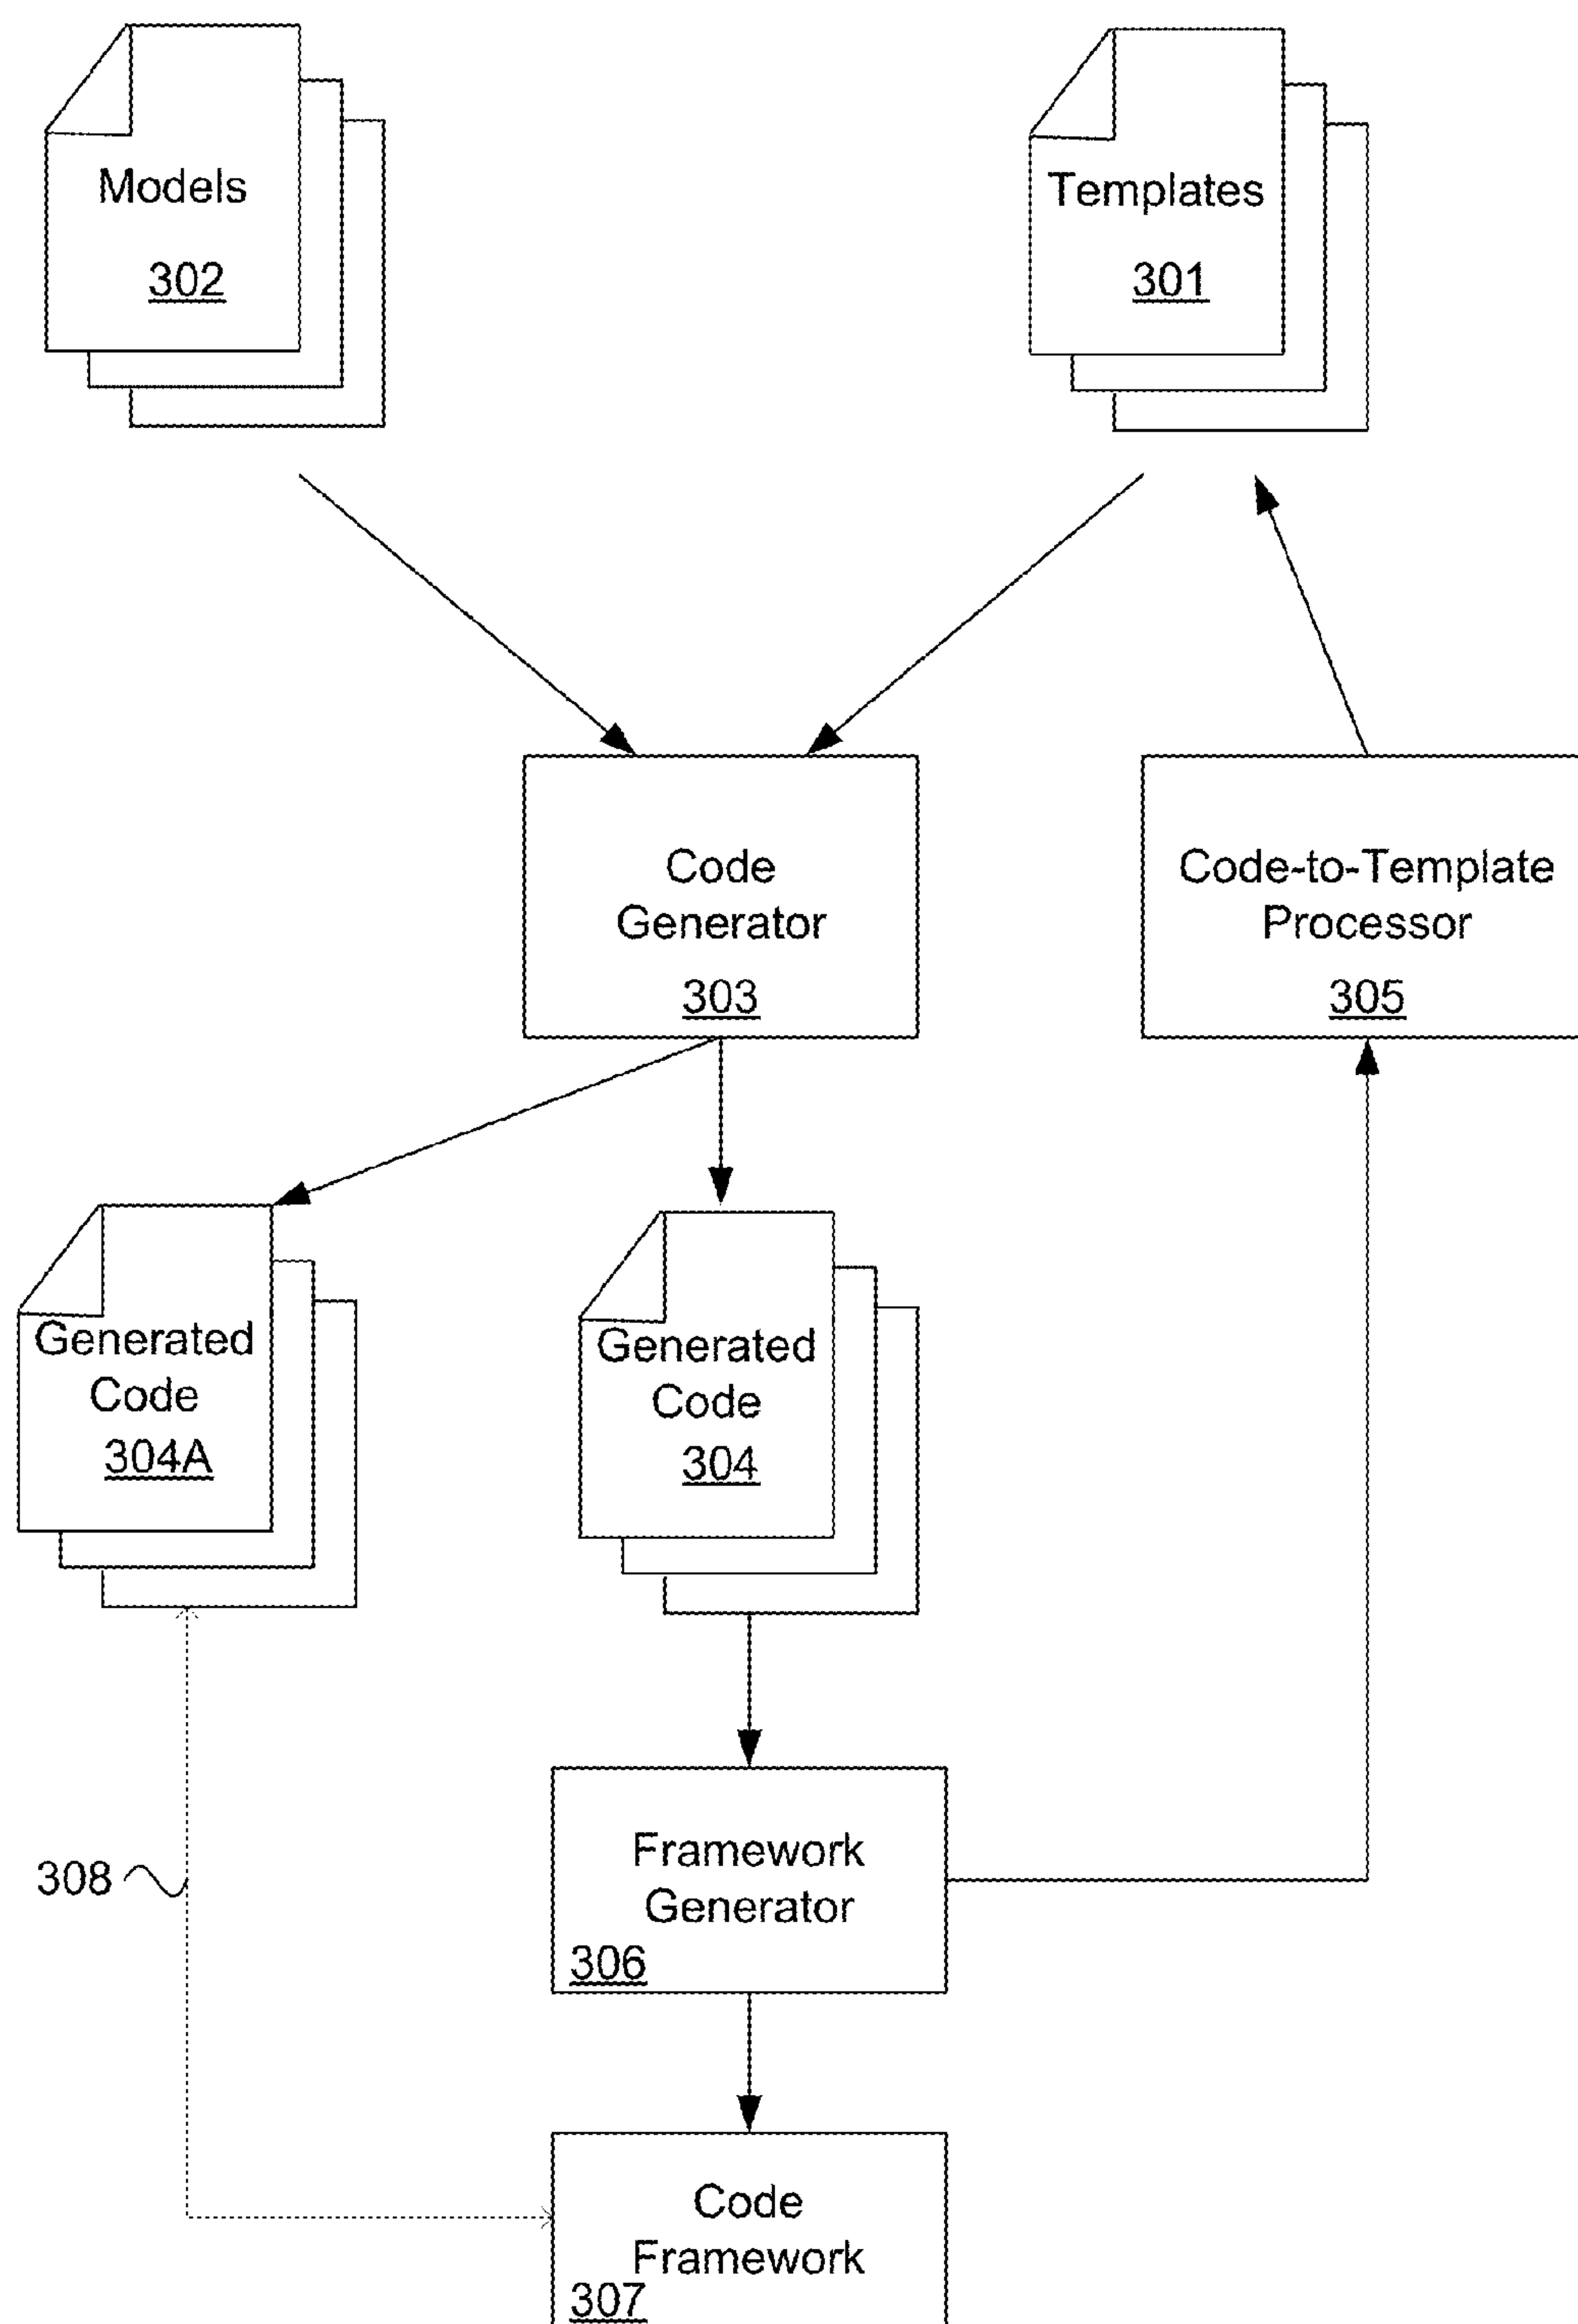 Models
302
Templates
301
Code
Generator
303
Code-to-Template
Processor
305
Generated
Code
304A
Generated
Code
304
308
Framework
Generator
306
Code
Framework
307